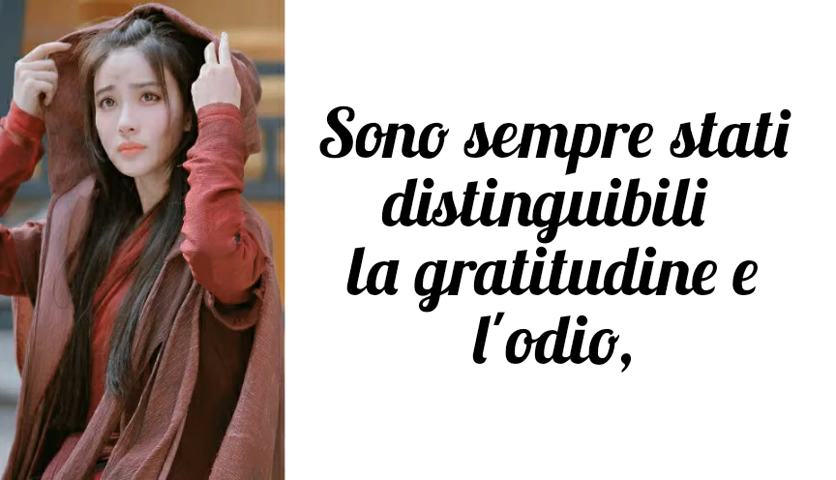 Sono sempre stati
distinguibili
la gratitudine e
l'odio,